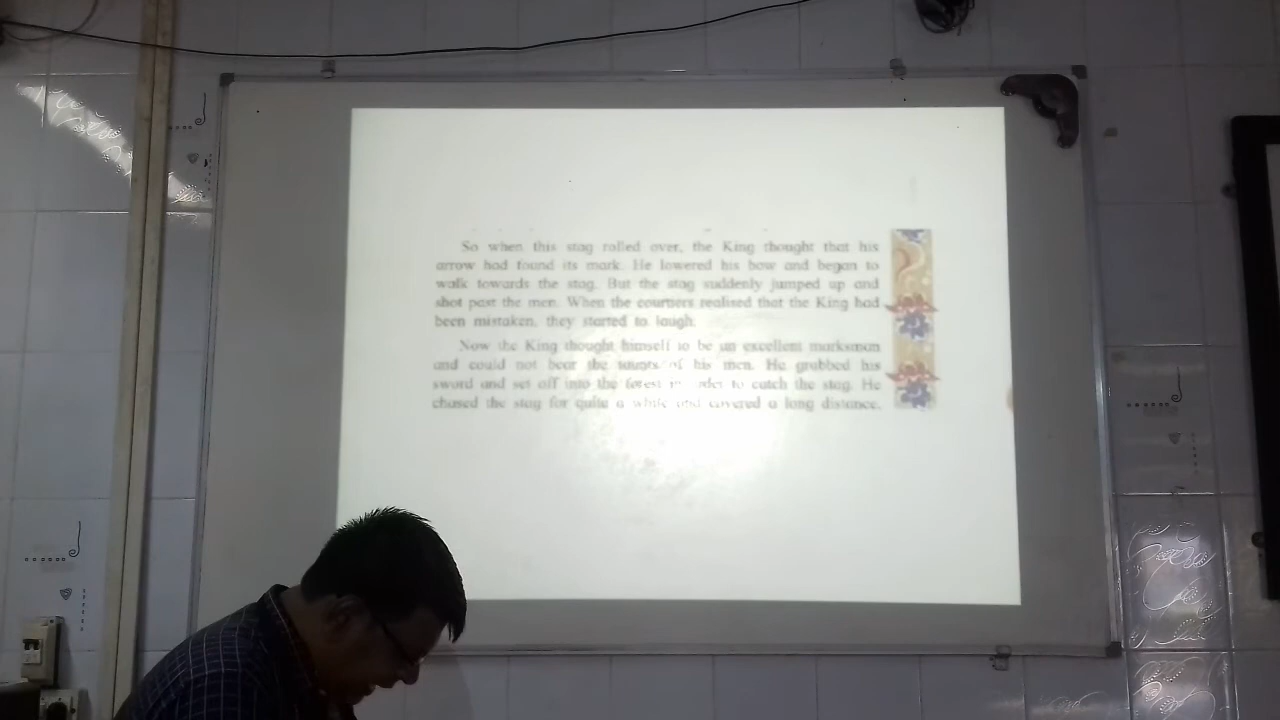 So when this stag rolled over, the King thought that his
arrow had found its mark. He lowered his bow and began to
walk towards the stag. But the stag suddenly jumped up and
shot past the men. When the courtiers realised that the King had
been mistaken, they started to laugh.
Now the King thought himself to be an excellent marksman
and could not bear the taunts of his men. He grabbed his
sword and set off into the forest in order to catch the stag. He
chased the stag for quite a while and covered a long distance.